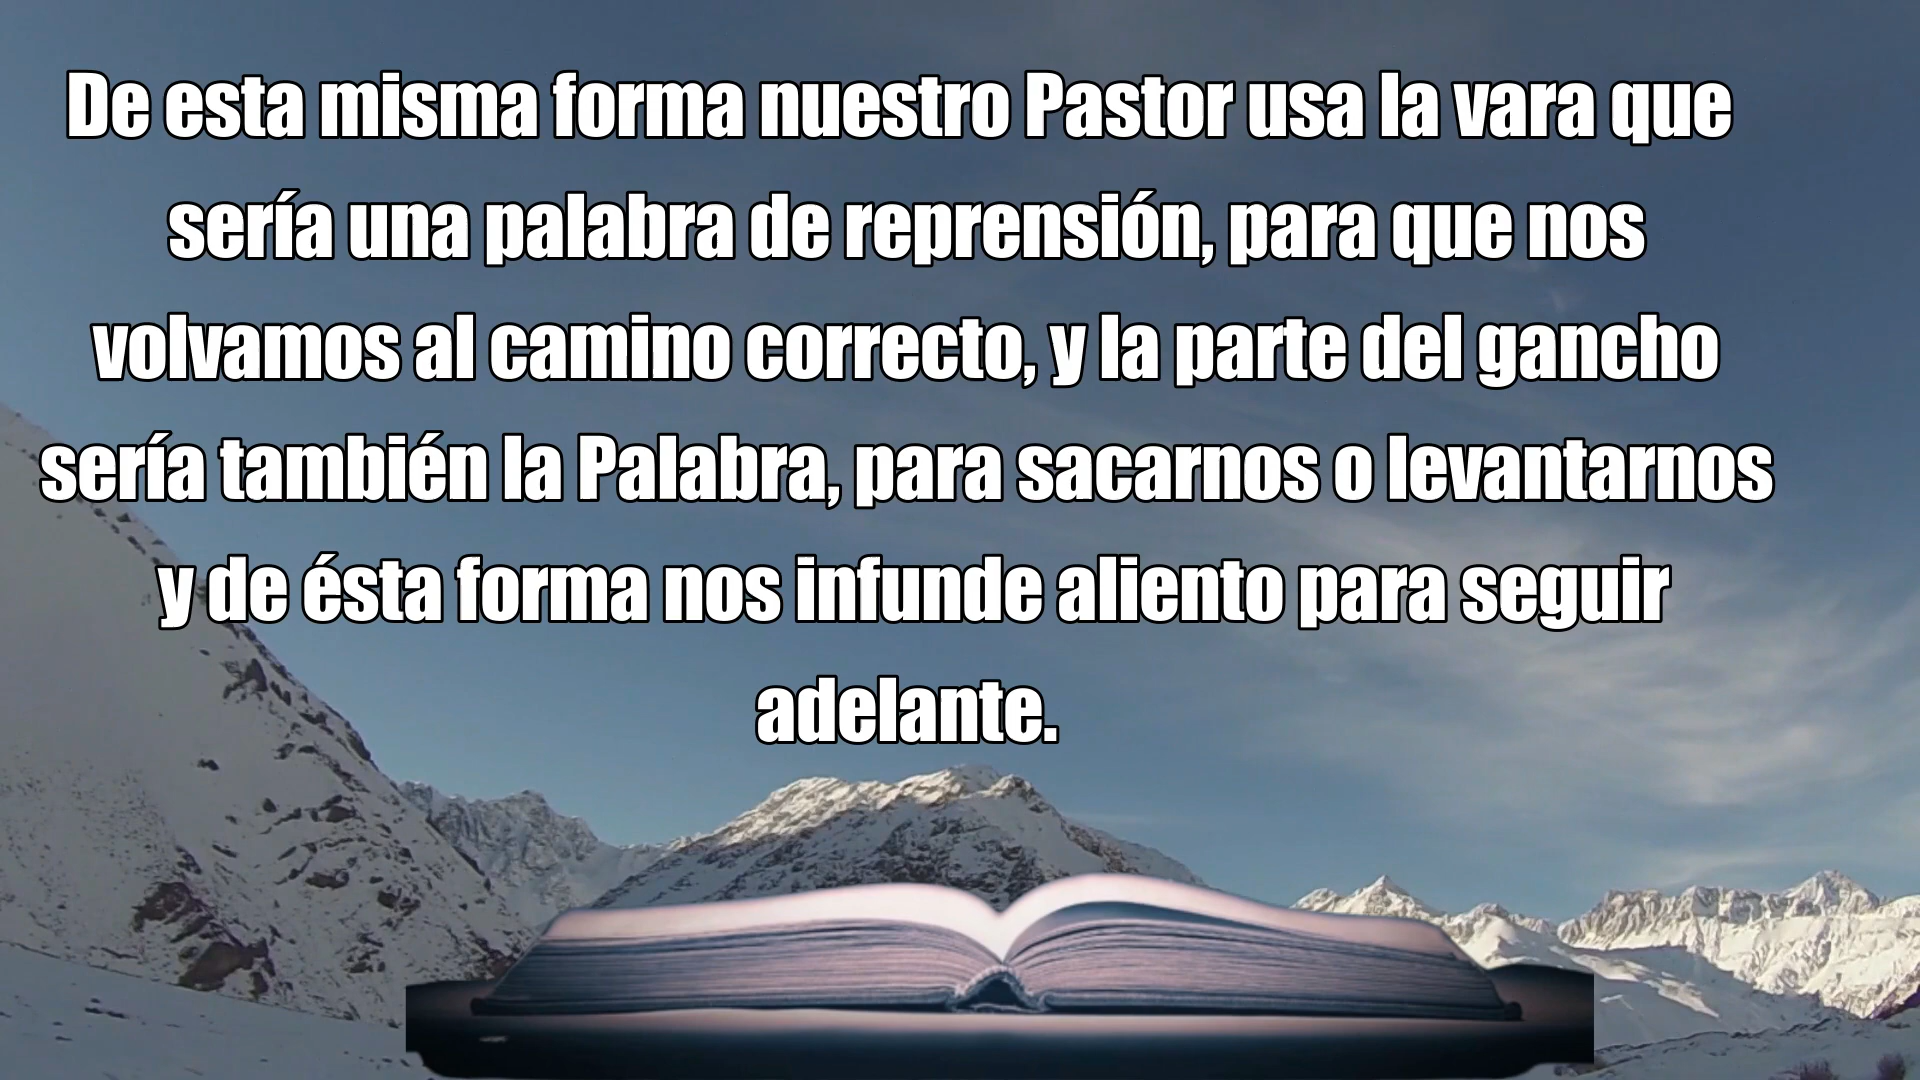 De esta misma forma nuestro Pastor usa la vara que
sería una palabra de reprensión, para que nos
volvamos al camino correcto, y la parte del gancho
sería también la Palabra, para sacarnos o levantarnos
y de ésta forma nos infunde aliento para seguir
adelante.